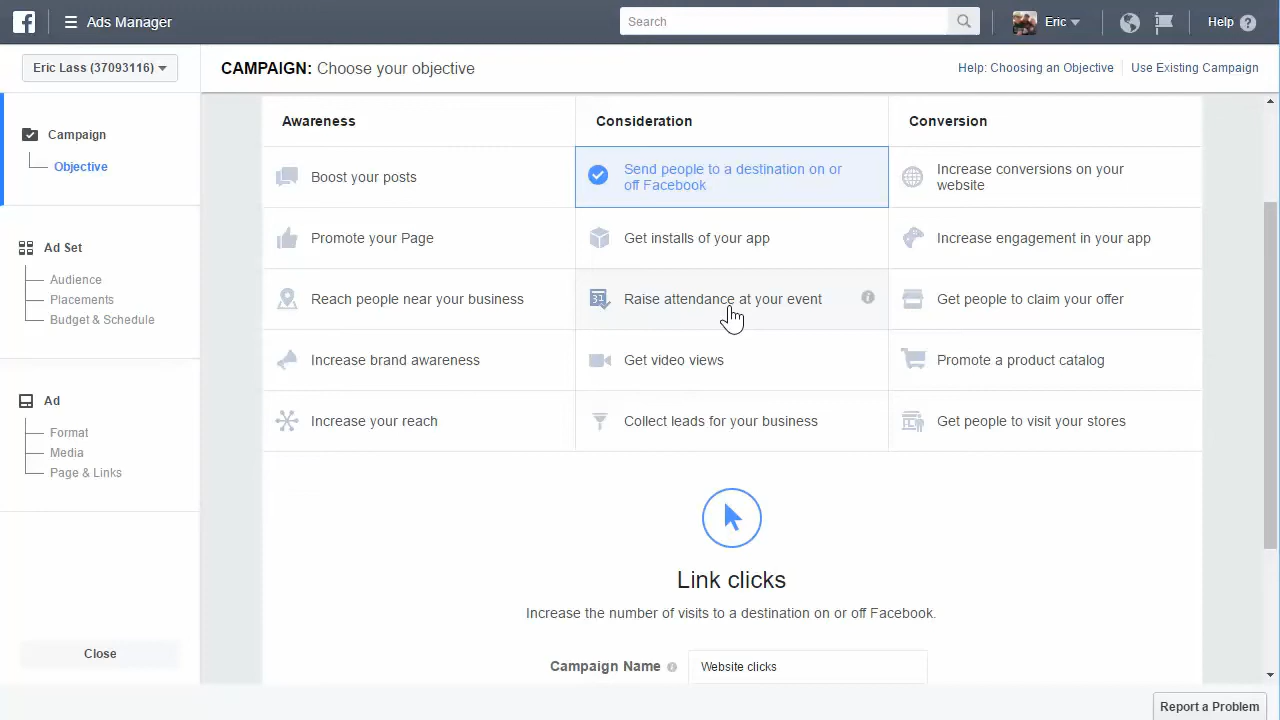 Ads Manager
Search
Eric
Help
Eric Lass (37093116)
CAMPAIGN: Choose your objective
Help: Choosing an Objective
Use Existing Campaign
Campaign
Objective
Ad Set
Audience
Placements
Budget & Schedule
Ad
Format
Media
Page & Links
Close
Awareness
Consideration
Conversion
Boost your posts
Send people to a destination on or
off Facebook
Increase conversions on your
website
Promote your Page
Get installs of your app
Increase engagement in your app
Reach people near your business
31
Raise attendance at your event
Get people to claim your offer
Increase brand awareness
Get video views
Promote a product catalog
Increase your reach
Collect leads for your business
Get people to visit your stores
Link clicks
Increase the number of visits to a destination on or off Facebook.
Campaign Name
Website clicks
Report a Problem